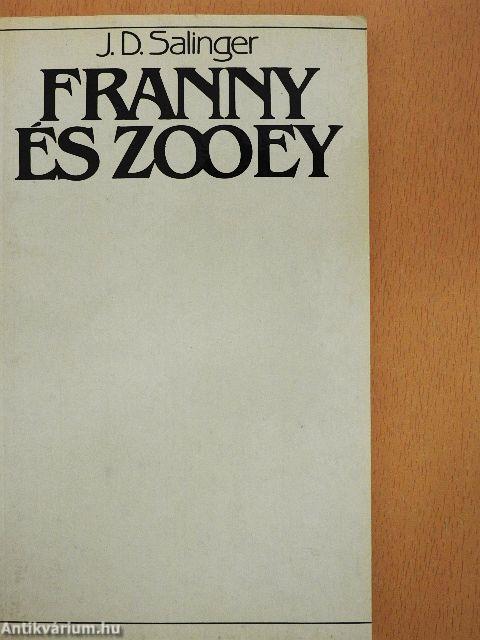 J. D. Salinger
FRANNY
ÉS ZOOEY
Antikvárium.hu